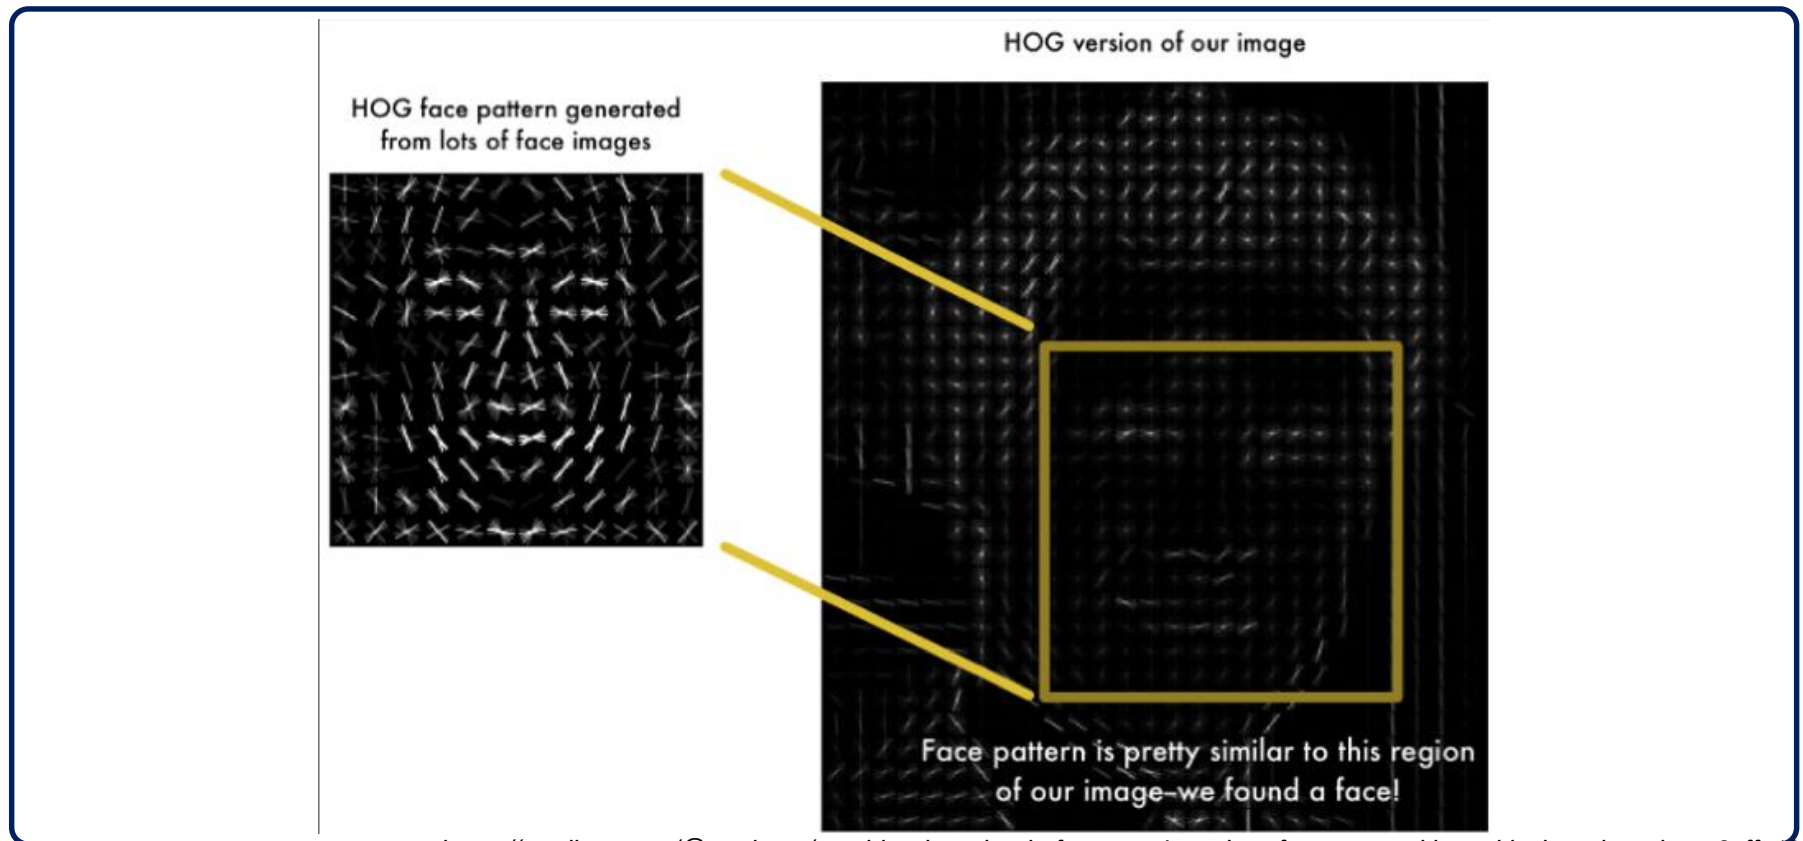 HOG version of our image
HOG face pattern generated
from lots of face images
Face pattern is pretty similar to this region
of our image–we found a face!